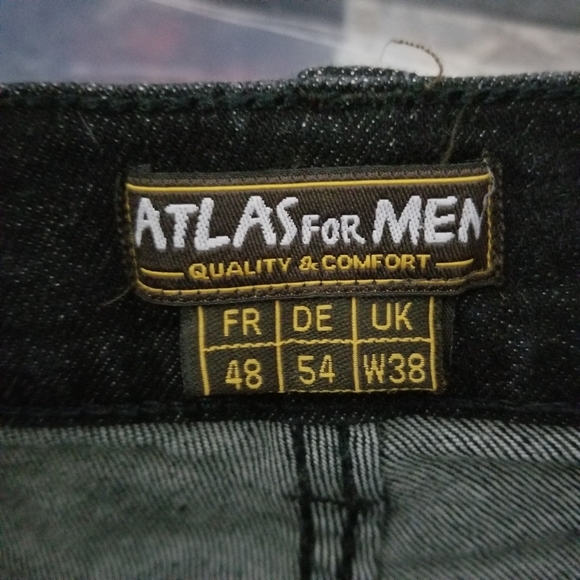 ATLAS FOR MEN
QUALITY & COMFORT
FR DE UK
48 54 W38